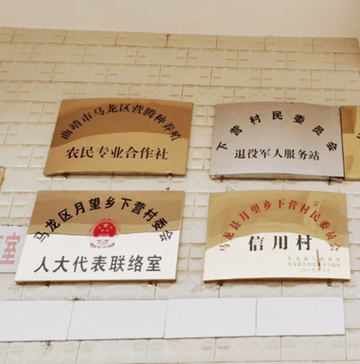 曲靖市马龙区营腾种养殖
农民专业合作社
下营村民委员会
退役军人服务站
马龙区月望乡下营村委会
人大代表联络室
马龙县月望乡下营村民委员会
信用村
室